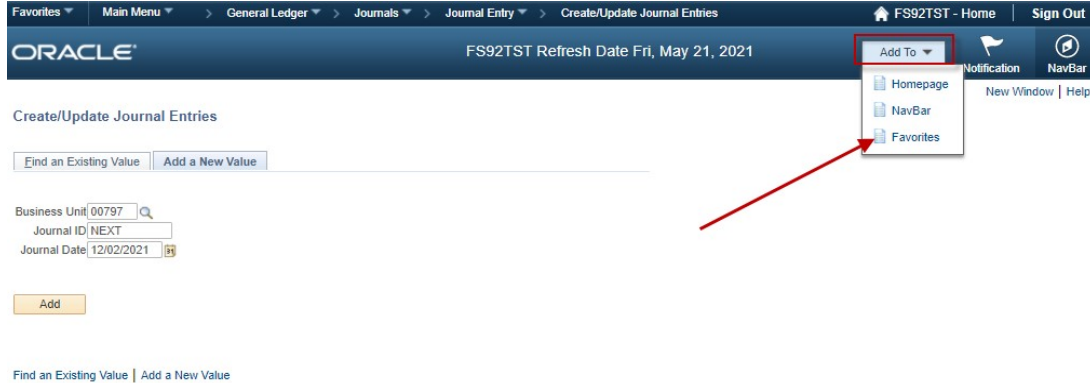 Favorites Main Menu > General Ledger > Journals > Journal Entry > Create/Update Journal Entries FS92TST - Home Sign Out
ORACLE FS92TST Refresh Date Fri, May 21, 2021 Add To Notification NavBar
Homepage
NavBar
Favorites
New Window | Help
Create/Update Journal Entries
Find an Existing Value Add a New Value
Business Unit 00797
Journal ID NEXT
Journal Date 12/02/2021 31
Add
Find an Existing Value | Add a New Value